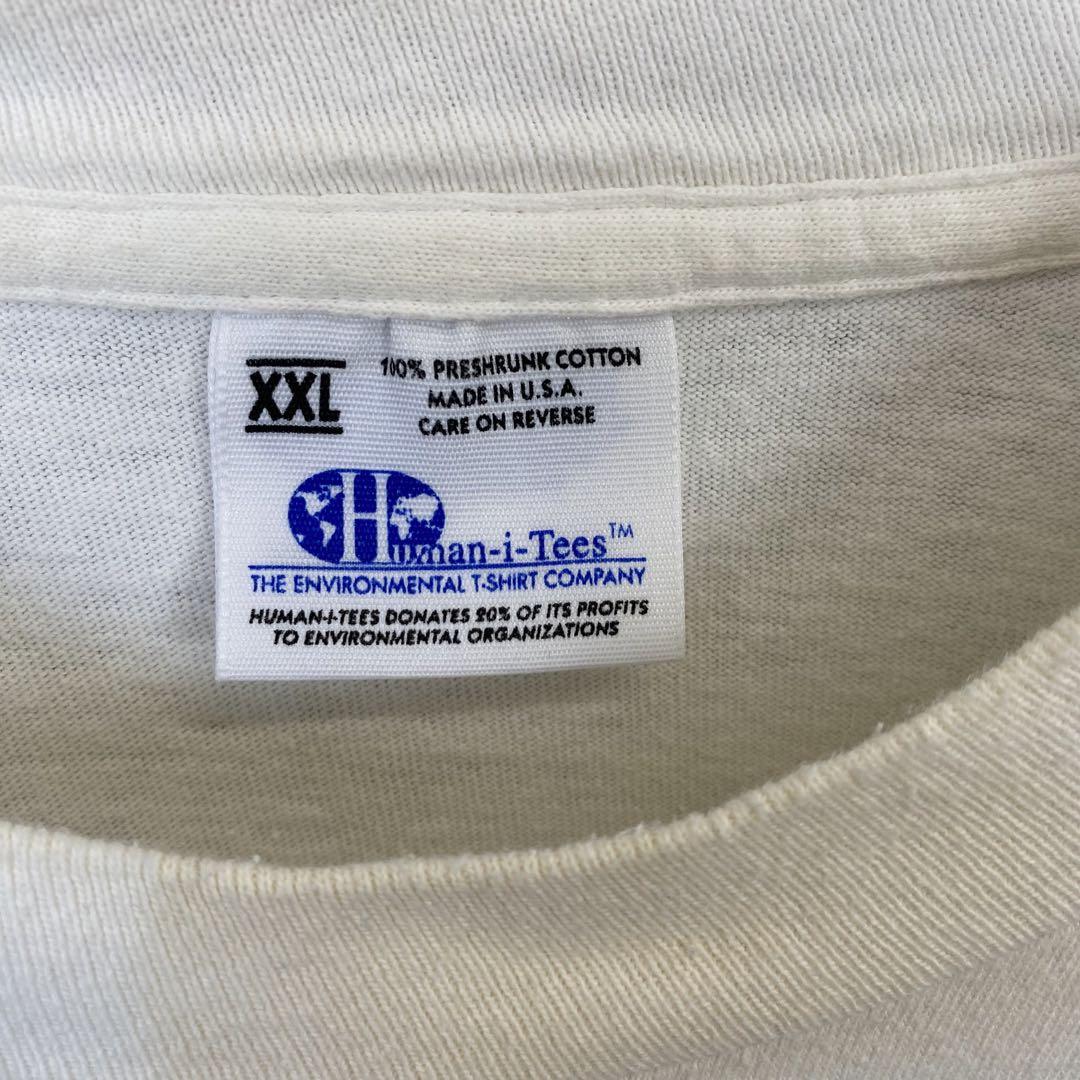 XXL
100% PRESHRUNK COTTON
MADE IN U.S.A.
CARE ON REVERSE
Human-i-Tees™
THE ENVIRONMENTAL T-SHIRT COMPANY
HUMAN-I-TEES DONATES 20% OF ITS PROFITS
TO ENVIRONMENTAL ORGANIZATIONS